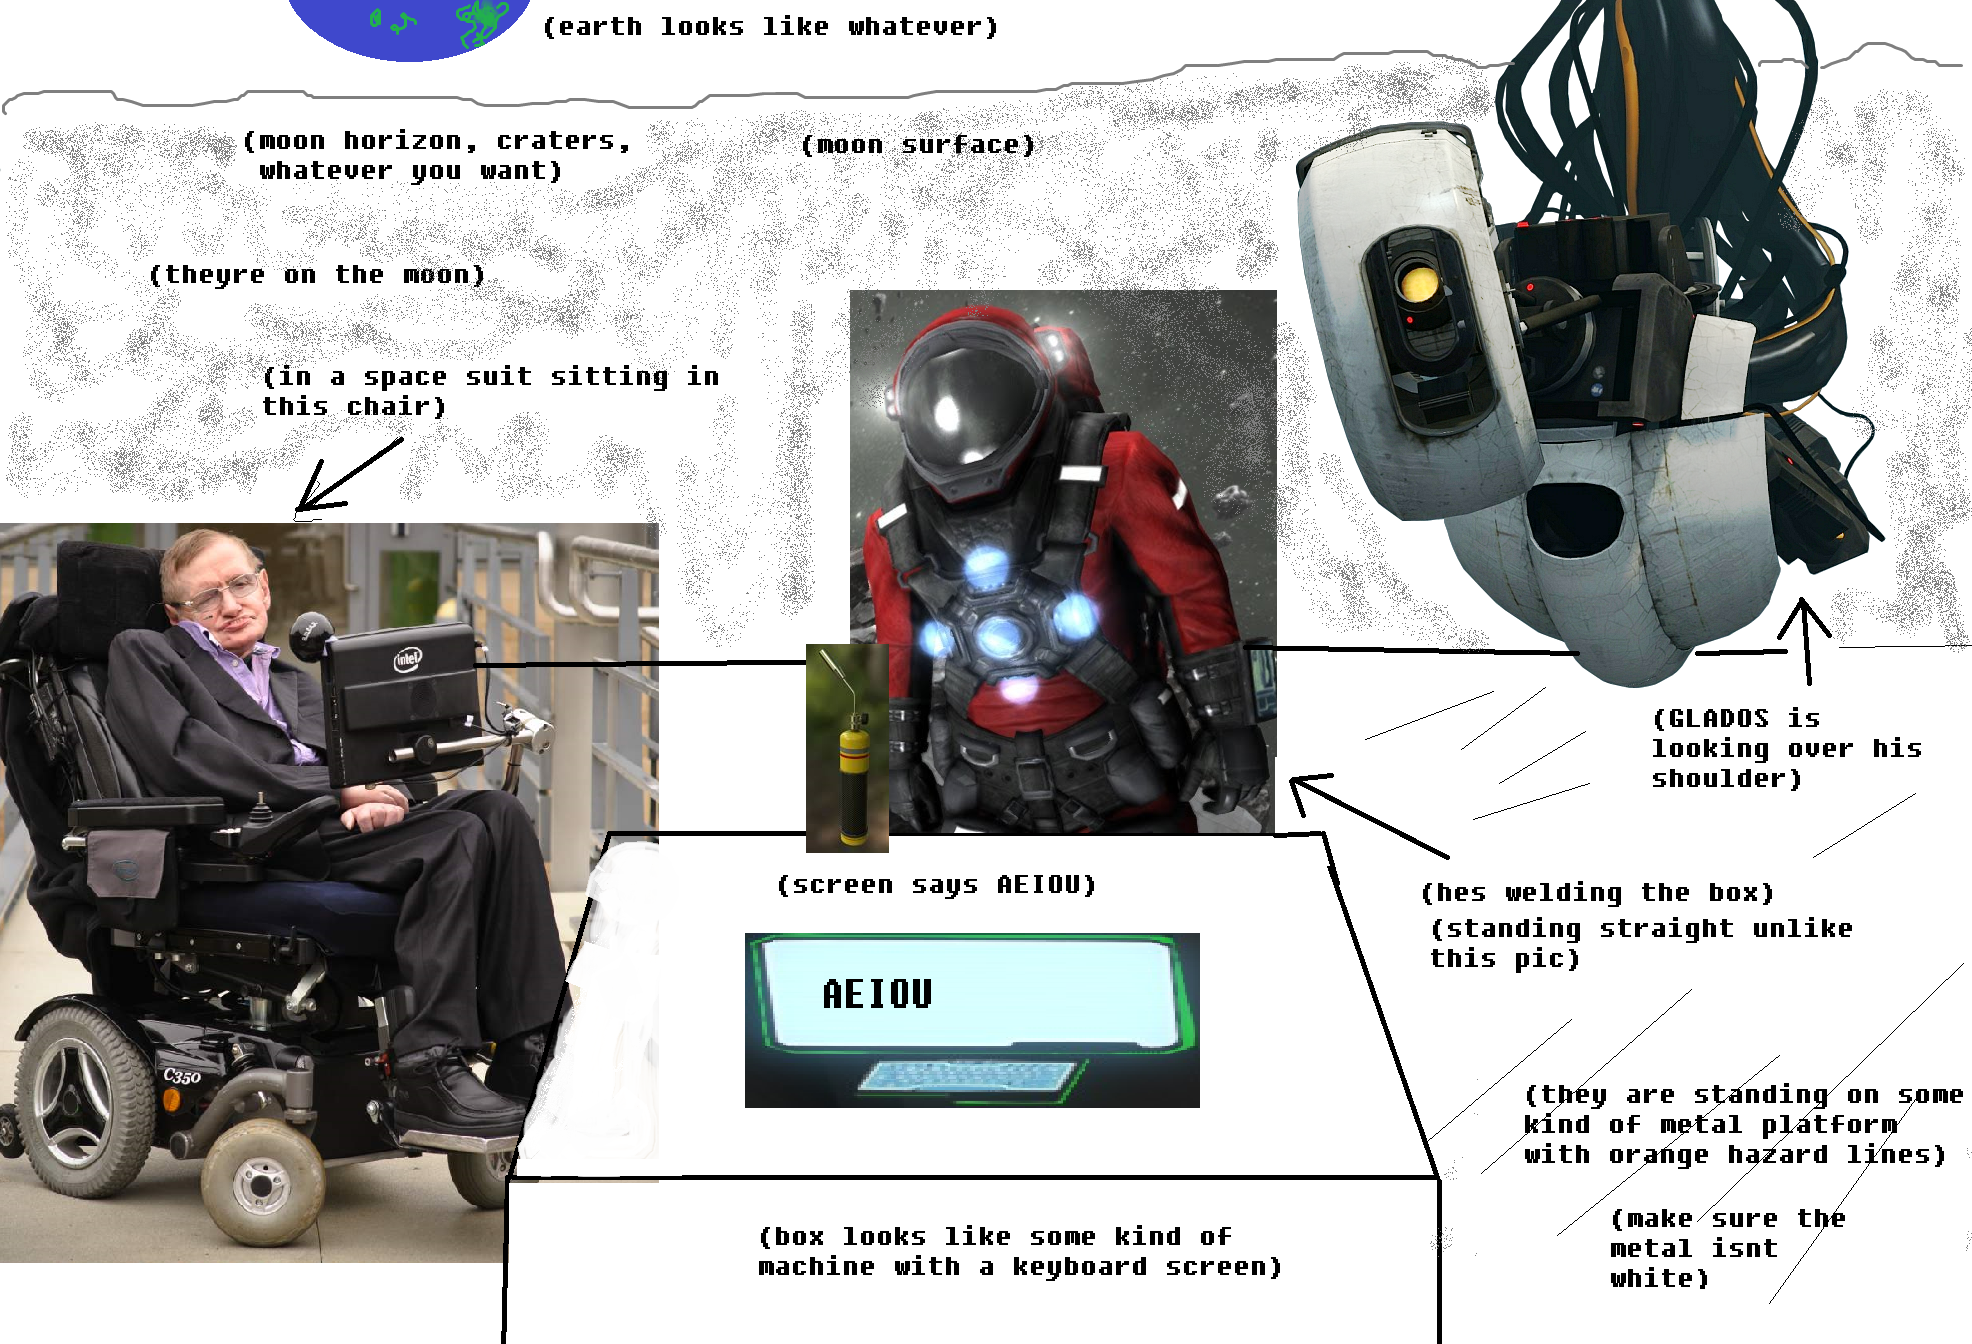 (earth looks like whatever)
(moon horizon, craters,
whatever you want)
(moon surface)
(theyre on the moon)
(in a space suit sitting in
this chair)
intel
C350
(GLADOS is
looking over his
shoulder)
(screen says AEIOU)
AEIOU
(hes welding the box)
(standing straight unlike
this pic)
(they are standing on some
kind of metal platform
with orange hazard lines)
(make sure the
metal isnt
white)
(box looks like some kind of
machine with a keyboard screen)